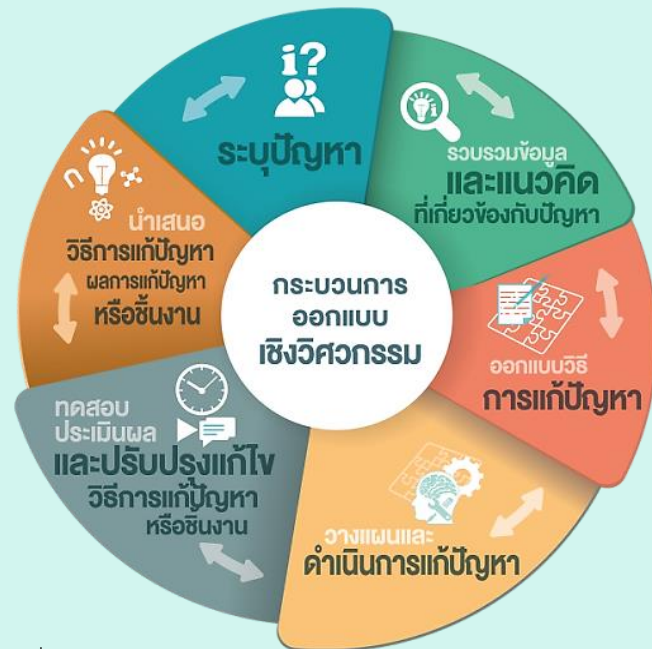 กระบวนการ
ออกแบบ
เชิงวิศวกรรม
i?
ระบุปัญหา
รวบรวมข้อมูล
และแนวคิด
ที่เกี่ยวข้องกับปัญหา
ออกแบบวิธี
การแก้ปัญหา
วางแผนและ
ดำเนินการแก้ปัญหา
ทดสอบ
ประเมินผล
และปรับปรุงแก้ไข
วิธีการแก้ปัญหา
หรือชิ้นงาน
นำเสนอ
วิธีการแก้ปัญหา
ผลการแก้ปัญหา
หรือชิ้นงาน